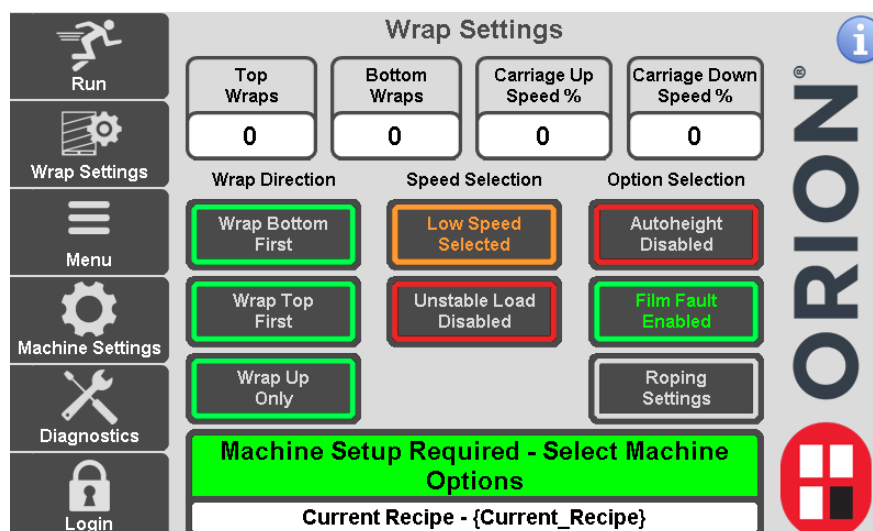 Wrap Settings
i
Run
Wrap Settings
Menu
Machine Settings
Diagnostics
Login
Top
Wraps
0
Bottom
Wraps
0
Carriage Up
Speed %
0
Carriage Down
Speed %
0
Wrap Direction
Speed Selection
Option Selection
Wrap Bottom
First
Low Speed
Selected
Autoheight
Disabled
Wrap Top
First
Unstable Load
Disabled
Film Fault
Enabled
Wrap Up
Only
Roping
Settings
Machine Setup Required - Select Machine
Options
Current Recipe - {Current_Recipe}
ORION®